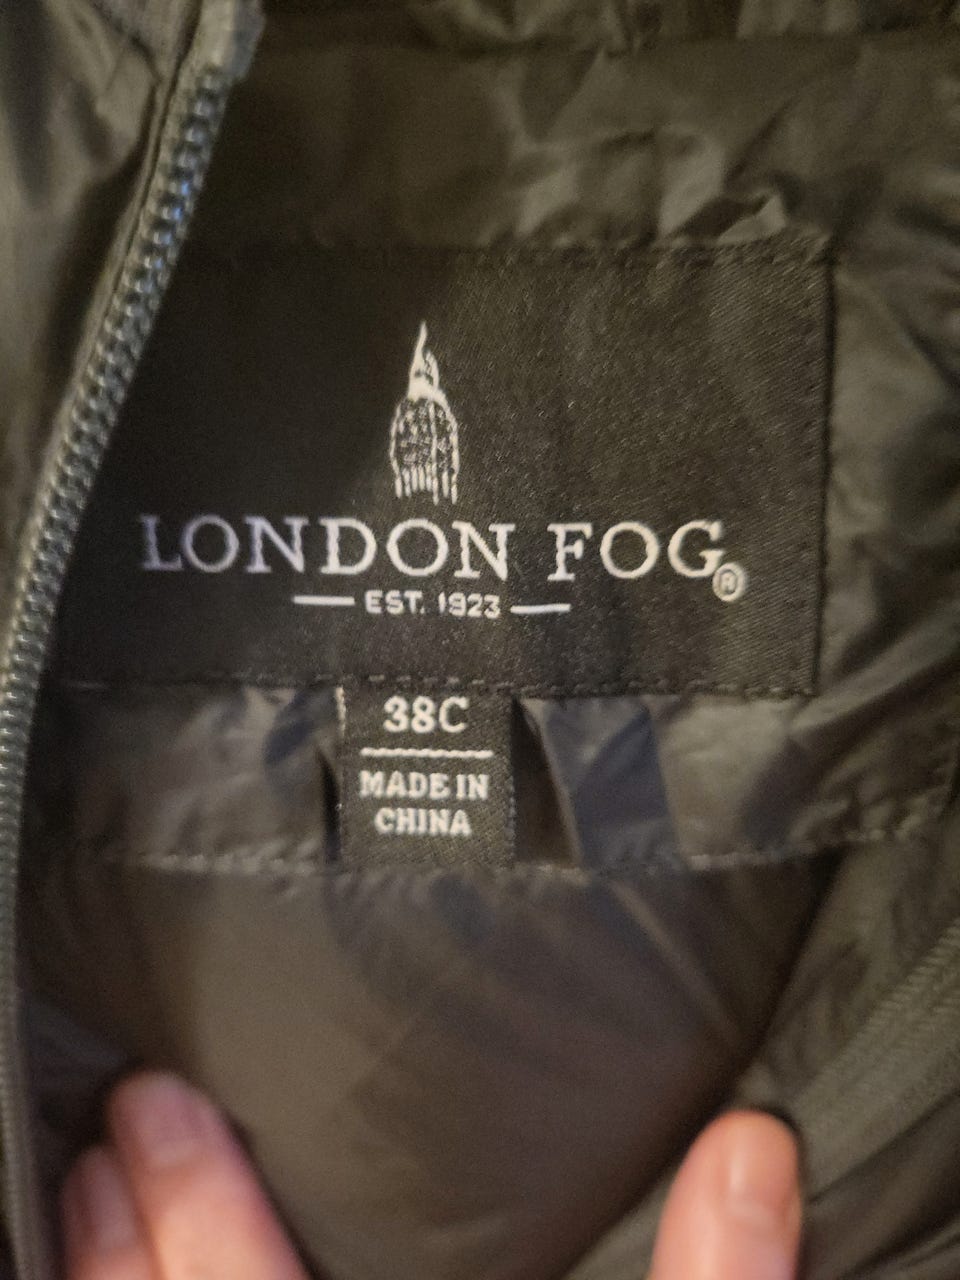 LONDON FOG®
EST. 1923
38C
MADE IN
CHINA